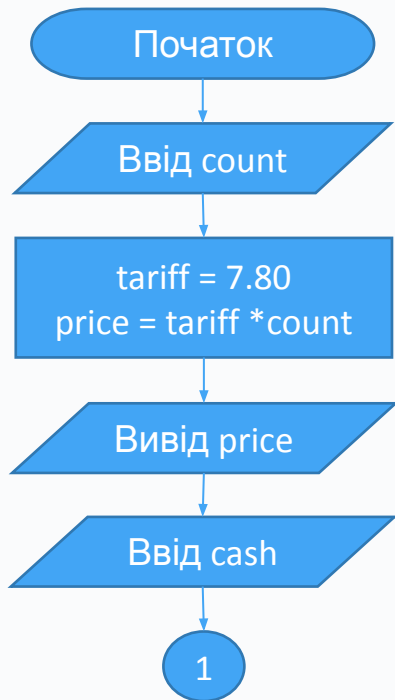 Початок
Ввід count
tariff = 7.80
price = tariff *count
Вивід price
Ввід cash
1